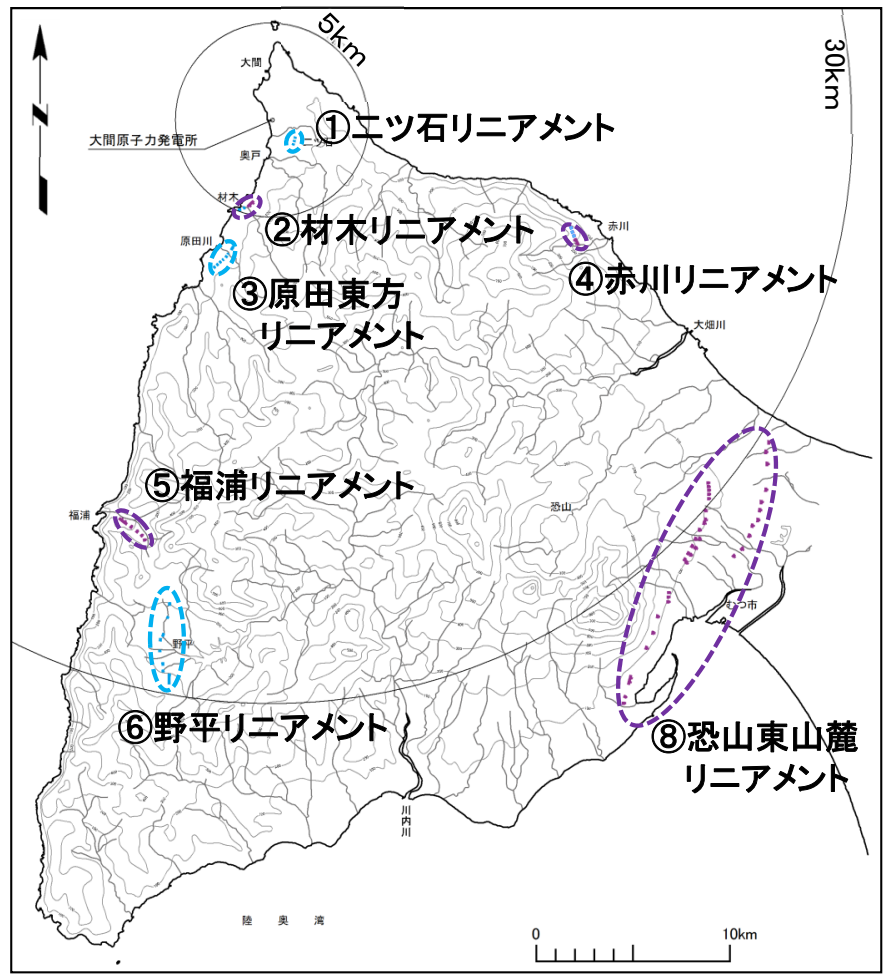 5km
30km
N
大間
大間原子力発電所
①二ツ石リニアメント
奥戸
材木
②材木リニアメント
赤川
原田川
④赤川リニアメント
③原田東方
リニアメント
大畑川
⑤福浦リニアメント
福浦
恐山
むつ市
野平
⑥野平リニアメント
⑧恐山東山麓
リニアメント
川内川
陸奥湾
0 10km